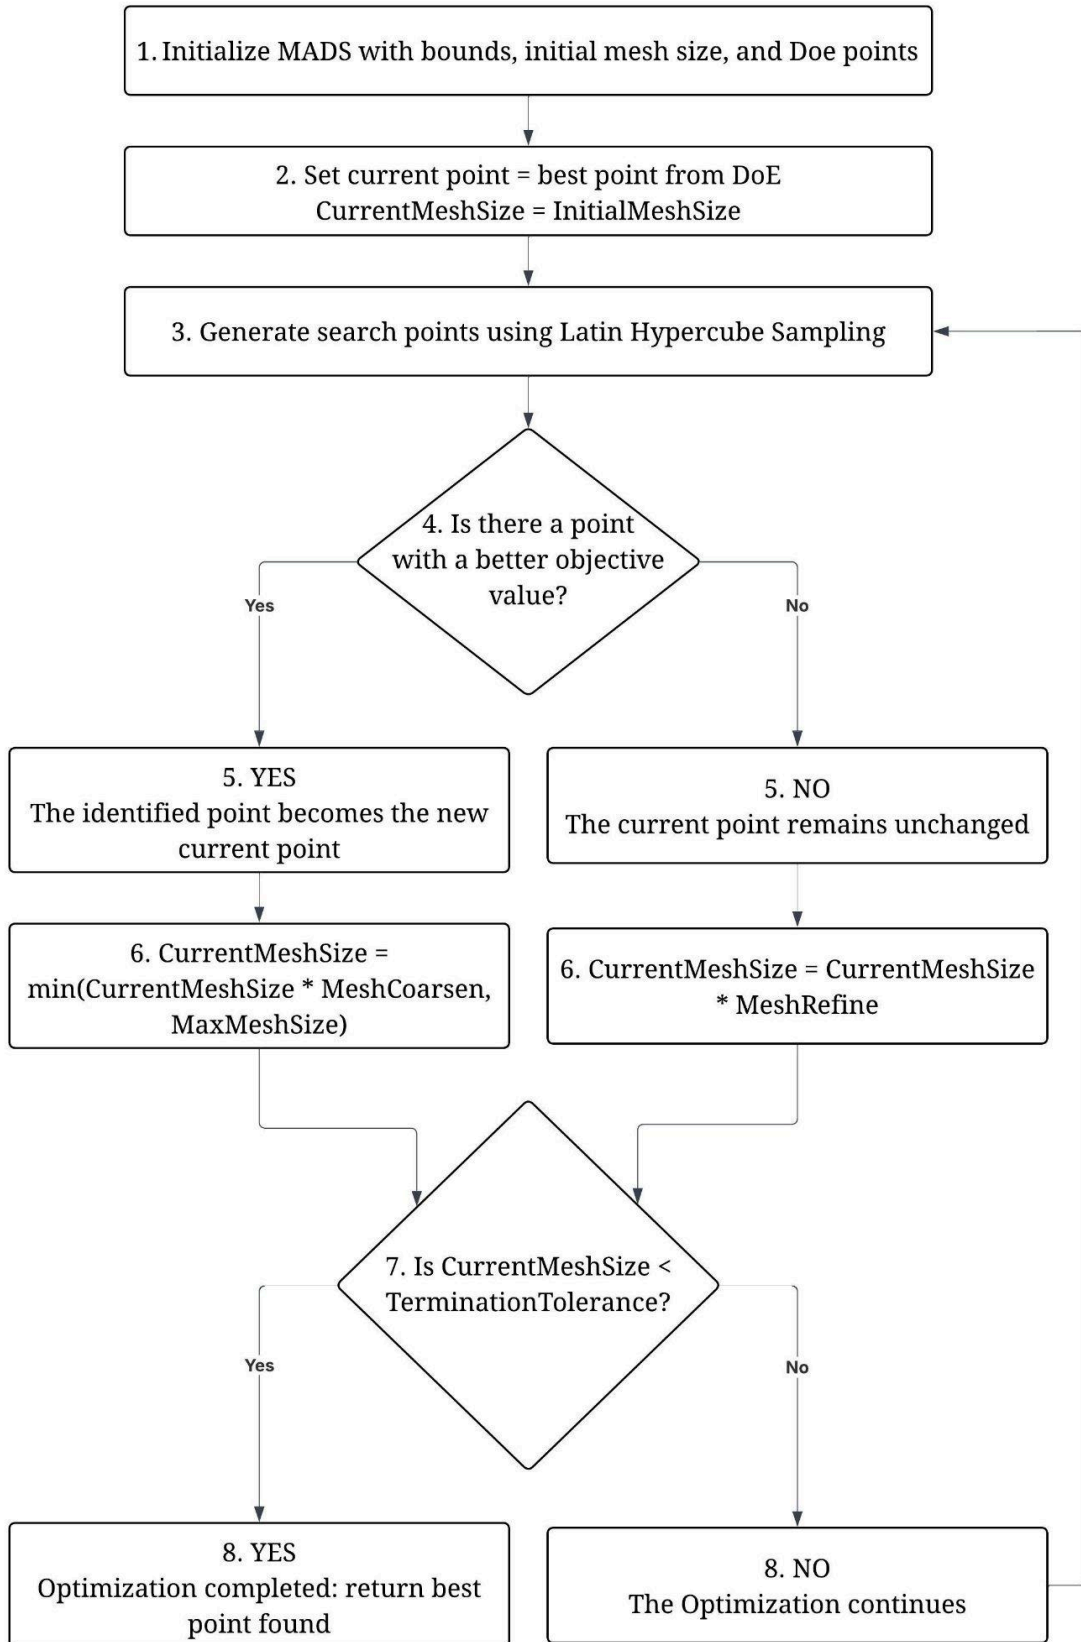 1. Initialize MADS with bounds, initial mesh size, and Doe points
2. Set current point = best point from DoE
CurrentMeshSize = InitialMeshSize
3. Generate search points using Latin Hypercube Sampling
4. Is there a point
with a better objective
value?
Yes
No
5. YES
The identified point becomes the new
current point
5. NO
The current point remains unchanged
6. CurrentMeshSize =
min(CurrentMeshSize * MeshCoarsen,
MaxMeshSize)
6. CurrentMeshSize = CurrentMeshSize
* MeshRefine
7. Is CurrentMeshSize <
TerminationTolerance?
Yes
No
8. YES
Optimization completed: return best
point found
8. NO
The Optimization continues